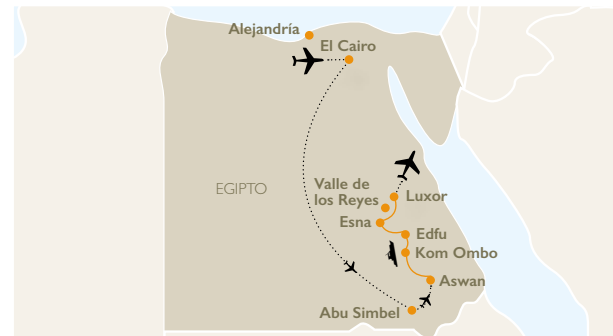 Alejandría
El Cairo
EGIPTO
Valle de
los Reyes
Luxor
Esna
Edfu
Kom Ombo
Aswan
Abu Simbel